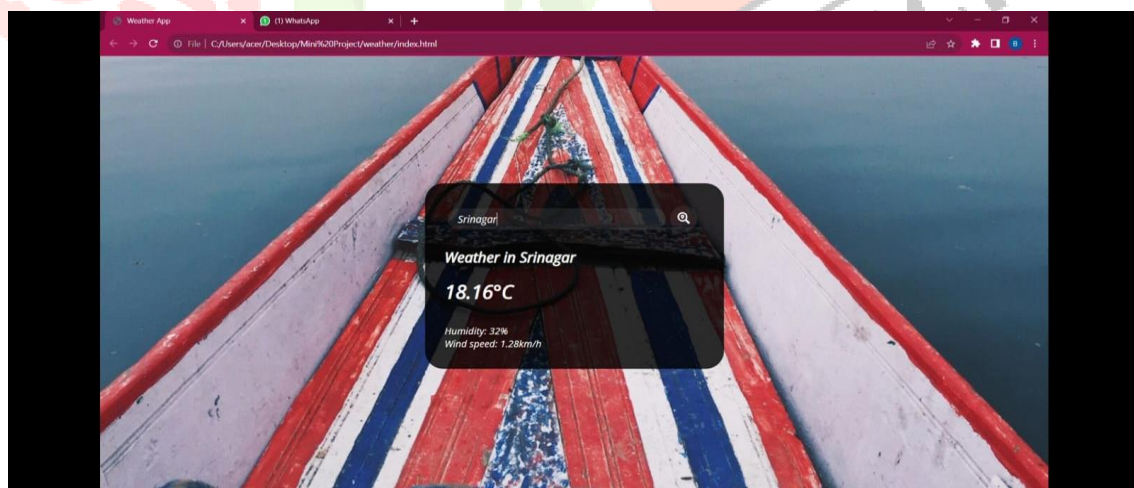 Weather App
(1) WhatsApp
File | C:/Users/acer/Desktop/Mini%20Project/weather/index.html
B
Srinagar
Weather in Srinagar
18.16°C
Humidity: 32%
Wind speed: 1.28km/h